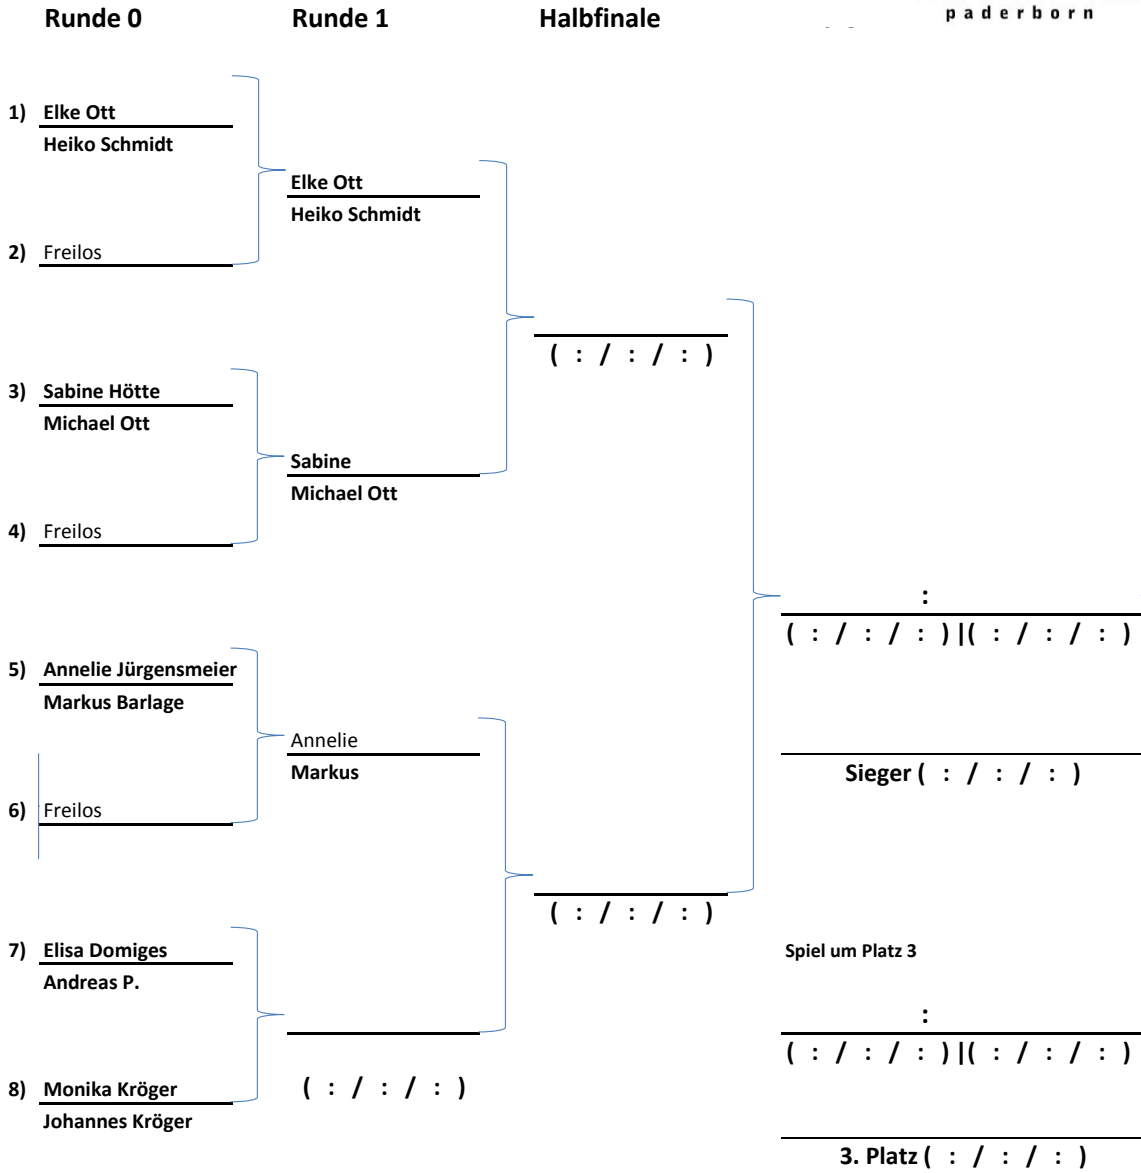 Runde 0 Runde 1 Halbfinale
paderborn
1) Elke Ott
Heiko Schmidt
Elke Ott
Heiko Schmidt
2) Freilos
( : / : / : )
3) Sabine Hötte
Michael Ott
Sabine
Michael Ott
4) Freilos
:
( : / : / : ) |( : / : / : )
5) Annelie Jürgensmeier
Markus Barlage
Annelie
Markus
Sieger ( : / : / : )
6) Freilos
( : / : / : )
7) Elisa Domiges
Andreas P.
Spiel um Platz 3
:
( : / : / : ) |( : / : / : )
8) Monika Kröger
Johannes Kröger
( : / : / : )
3. Platz ( : / : / : )